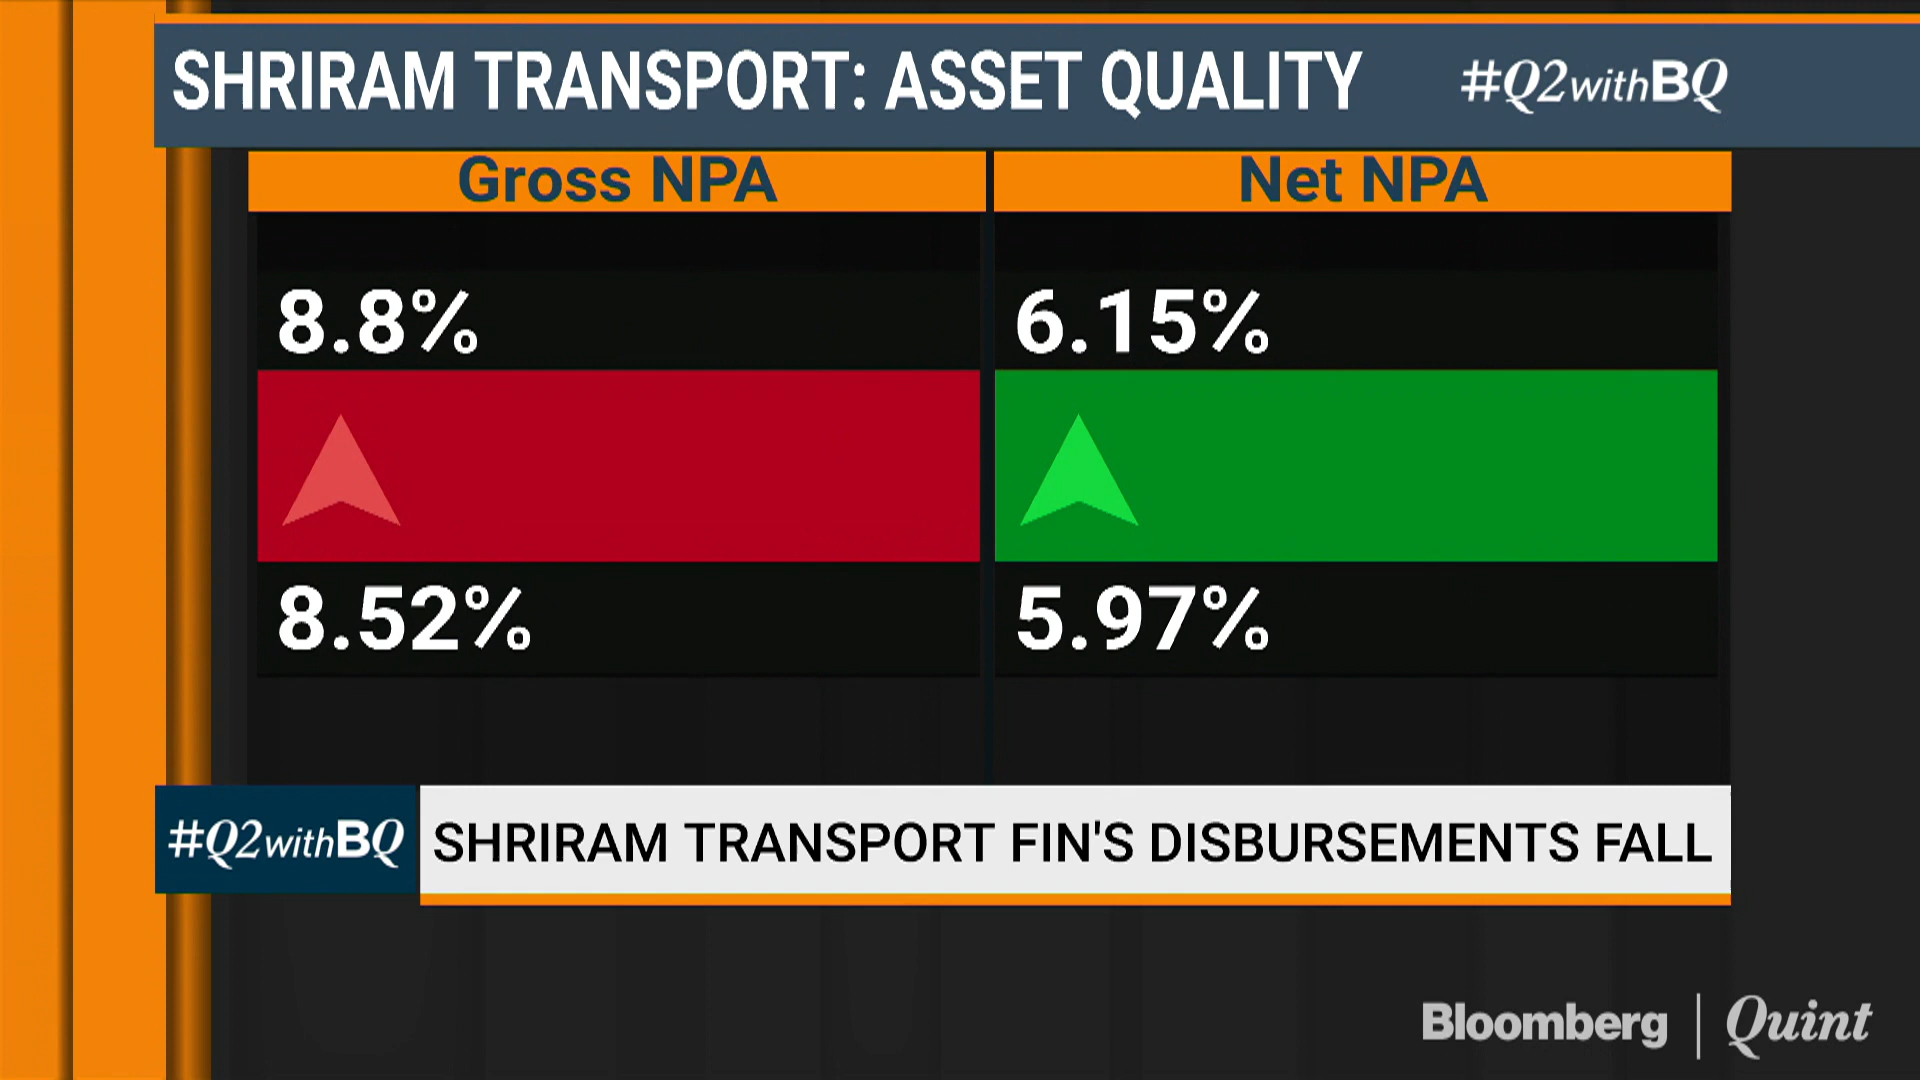 SHRIRAM TRANSPORT: ASSET QUALITY
#Q2withBQ
Gross NPA
Net NPA
8.8%
6.15%
8.52%
5.97%
#Q2withBQ
SHRIRAM TRANSPORT FIN'S DISBURSEMENTS FALL
Bloomberg | Quint